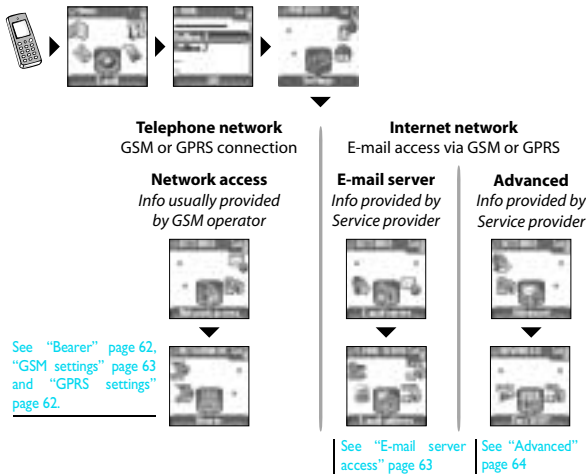 Telephone network
GSM or GPRS connection
Internet network
E-mail access via GSM or GPRS
Network access
Info usually provided
by GSM operator
E-mail server
Info provided by
Service provider
Advanced
Info provided by
Service provider
See “Bearer” page 62,
“GSM settings” page 63
and “GPRS settings”
page 62.
See “E-mail server
access” page 63
See “Advanced”
page 64